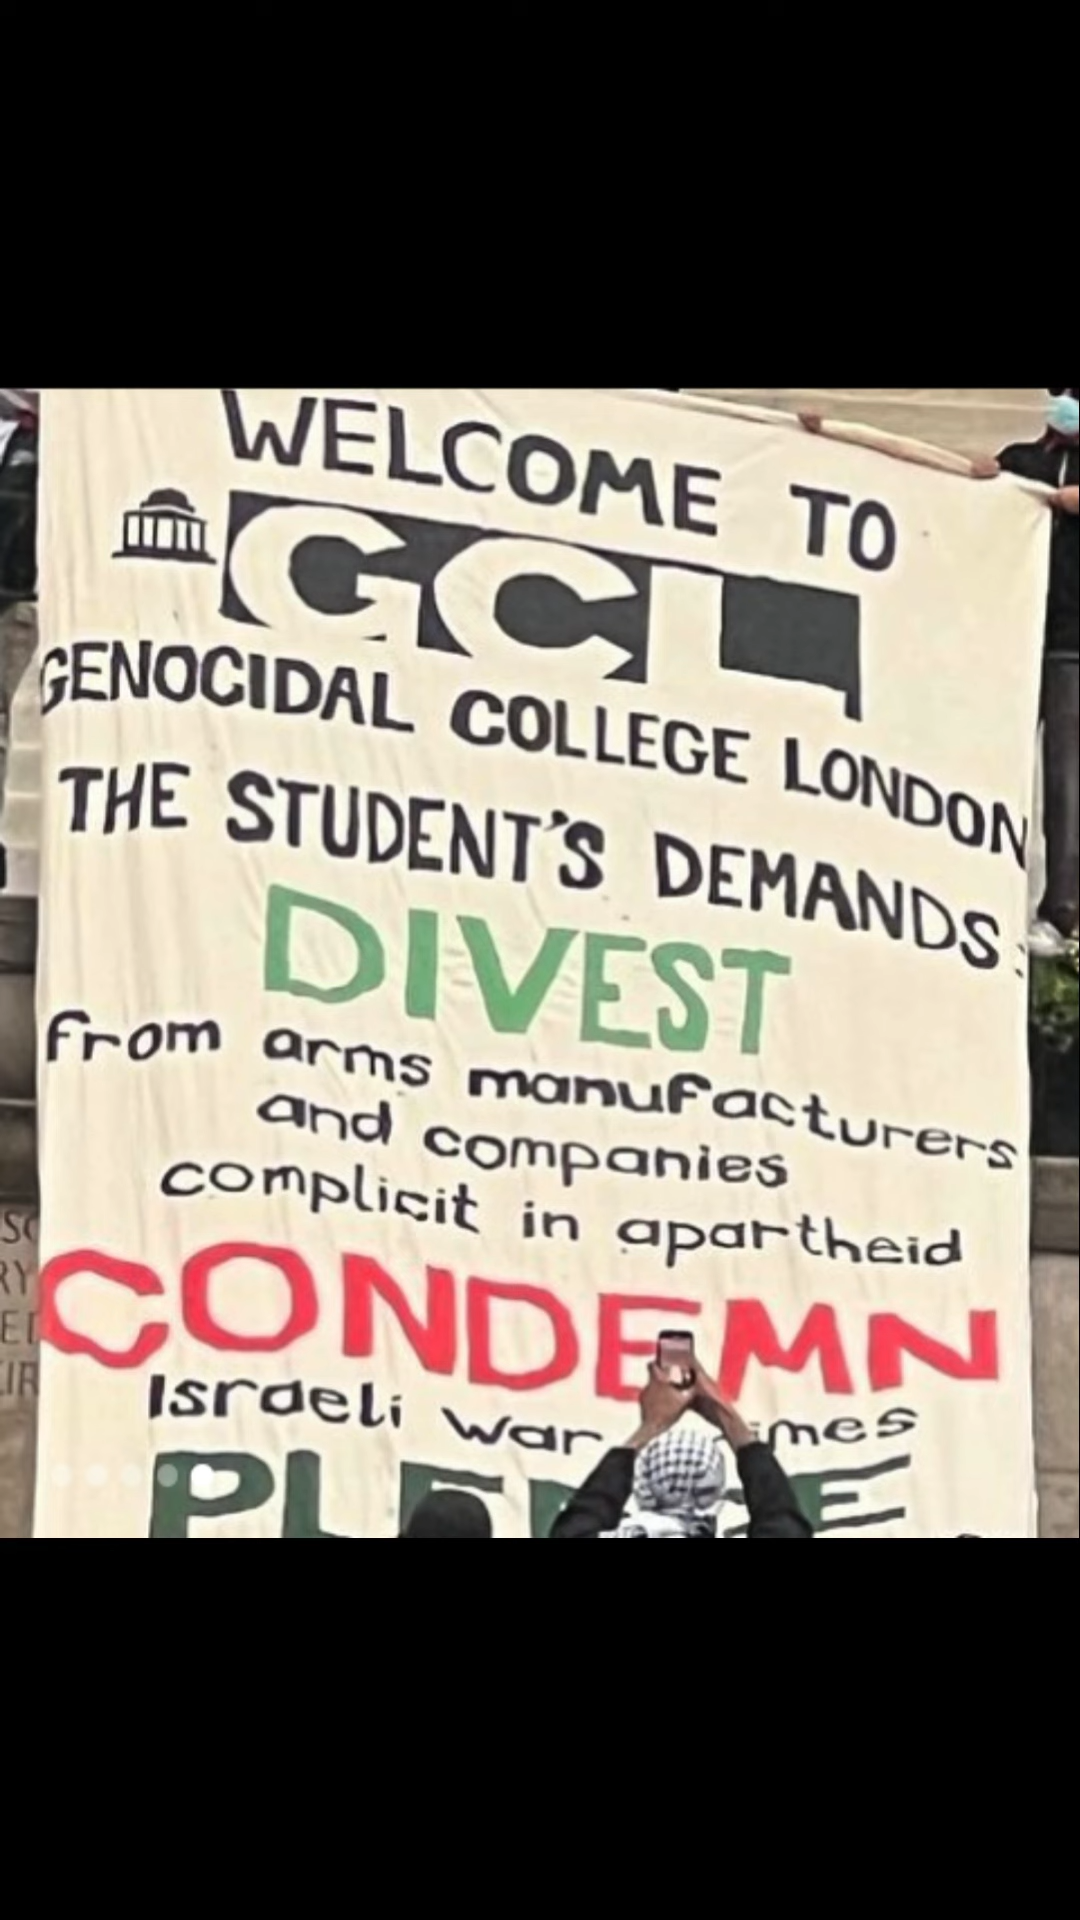 WELCOME TO
GCL
GENOCIDAL COLLEGE LONDON
THE STUDENT'S DEMANDS:
DIVEST
from arms manufacturers
and companies
complicit in apartheid
CONDEMN
Israeli war